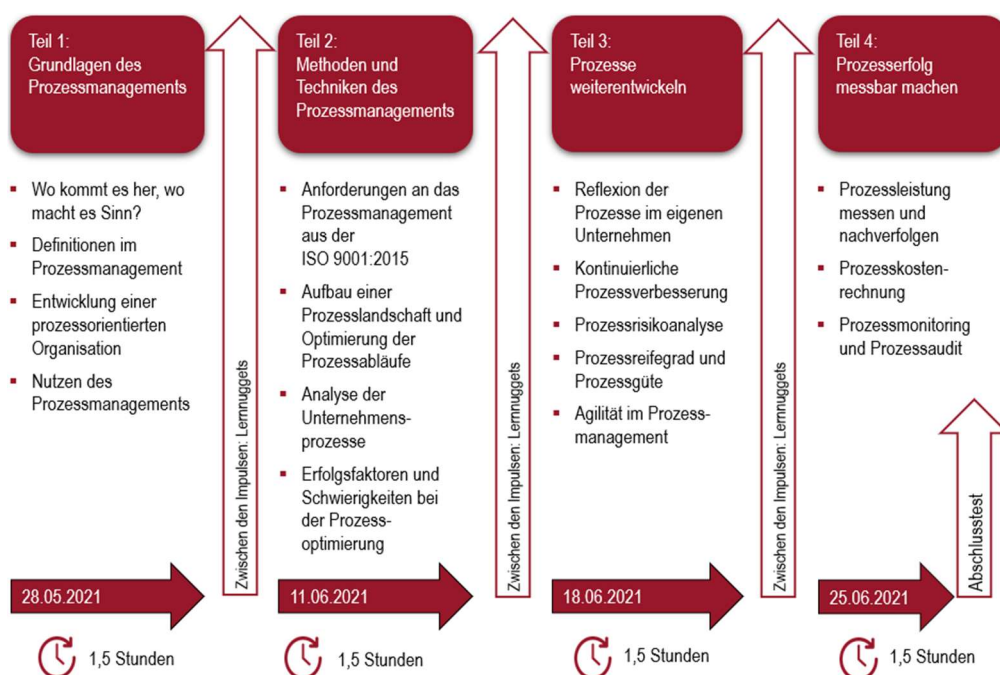 Teil 1:
Grundlagen des
Prozessmanagements
▪ Wo kommt es her, wo
macht es Sinn?
▪ Definitionen im
Prozessmanagement
▪ Entwicklung einer
prozessorientierten
Organisation
▪ Nutzen des
Prozessmanagements
28.05.2021
1,5 Stunden
Zwischen den Impulsen: Lernnuggets
Teil 2:
Methoden und
Techniken des
Prozessmanagements
▪ Anforderungen an das
Prozessmanagement
aus der
ISO 9001:2015
▪ Aufbau einer
Prozesslandschaft und
Optimierung der
Prozessabläufe
▪ Analyse der
Unternehmens-
prozesse
▪ Erfolgsfaktoren und
Schwierigkeiten bei
der Prozess-
optimierung
11.06.2021
1,5 Stunden
Zwischen den Impulsen: Lernnuggets
Teil 3:
Prozesse
weiterentwickeln
▪ Reflexion der
Prozesse im eigenen
Unternehmen
▪ Kontinuierliche
Prozessverbesserung
▪ Prozessrisikoanalyse
▪ Prozessreifegrad und
Prozessgüte
▪ Agilität im Prozess-
management
18.06.2021
1,5 Stunden
Zwischen den Impulsen: Lernnuggets
Teil 4:
Prozesserfolg
messbar machen
▪ Prozessleistung
messen und
nachverfolgen
▪ Prozesskosten-
rechnung
▪ Prozessmonitoring
und Prozessaudit
25.06.2021
1,5 Stunden
Abschlusstest